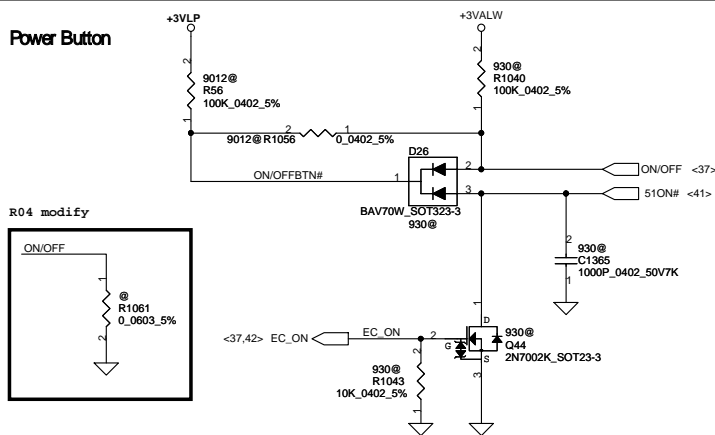 +3VLP
+3VALW
Power Button
2
9012@
R56
100K_0402_5%
1
2
930@
R1040
100K_0402_5%
1
9012@ R1056
2
1
0_0402_5%
D26
ON/OFFBTN#
1
2
3
BAV70W_SOT323-3
930@
ON/OFF <37>
51ON# <41>
R04 modify
ON/OFF
1
@
R1061
0_0603_5%
2
2
930@
C1365
1000P_0402_50V7K
1
<37,42> EC_ON
EC_ON
2
1
D
G
S
3
930@
Q44
2N7002K_SOT23-3
2
930@
R1043
10K_0402_5%
1